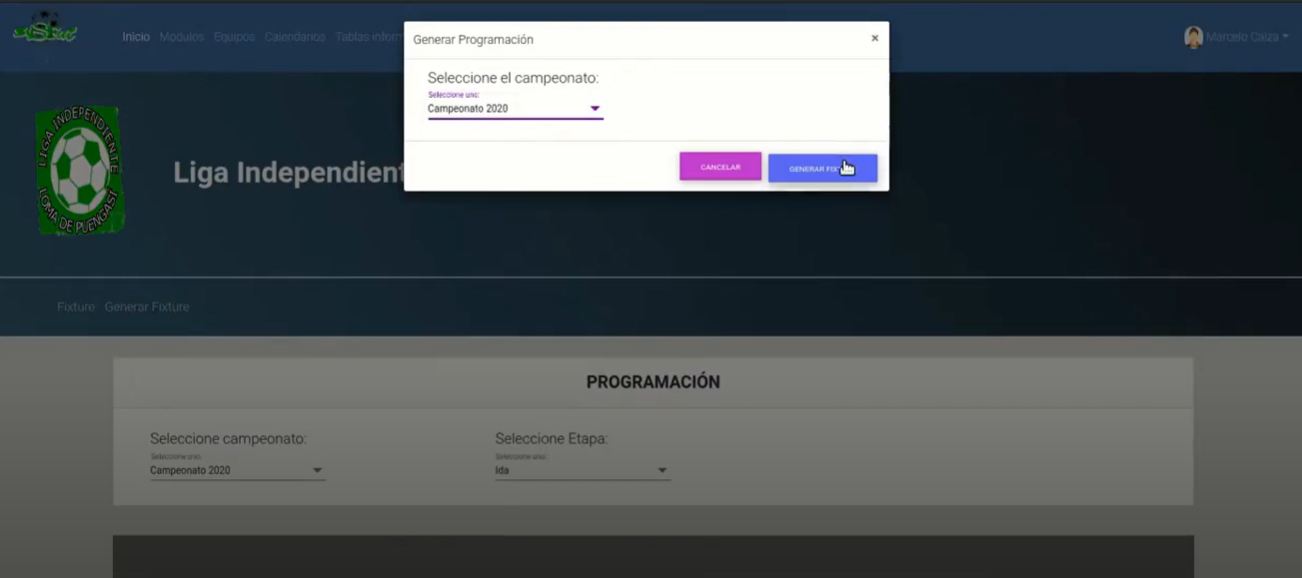 Inicio Modulos Equipos Calendarios Tablas inform
Marcelo Caiza
Generar Programación
×
Seleccione el campeonato:
Seleccione uno:
Campeonato 2020
CANCELAR
GENERAR FIX
LIGA INDEPENDIENTE
LOMA DE PUENGASI
Liga Independient
Fixture Generar Fixture
PROGRAMACIÓN
Seleccione campeonato:
Seleccione Etapa:
Seleccione uno:
Seleccione uno:
Campeonato 2020
Ida